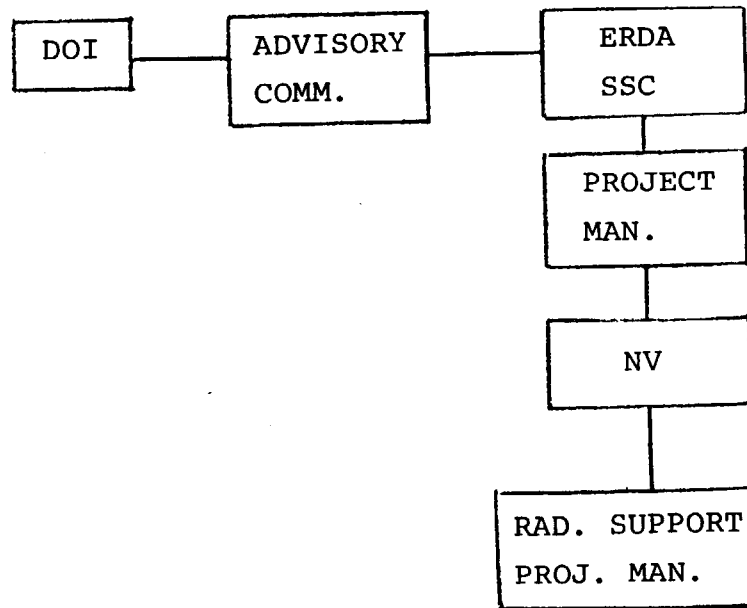 DOI
ADVISORY
COMM.
ERDA
SSC
PROJECT
MAN.
NV
RAD. SUPPORT
PROJ. MAN.